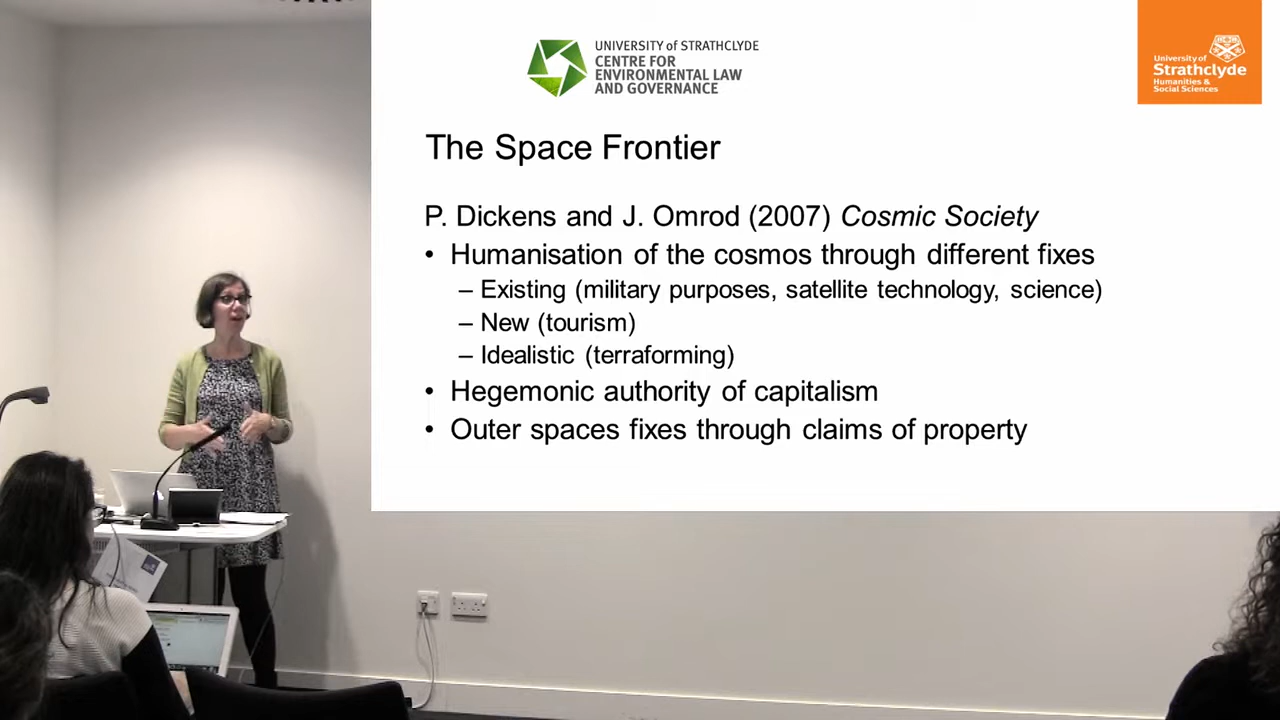 UNIVERSITY of STRATHCLYDE
CENTRE FOR
ENVIRONMENTAL LAW
AND GOVERNANCE
University of
Strathclyde
Humanities &
Social Sciences
The Space Frontier
P. Dickens and J. Omrod (2007) Cosmic Society
• Humanisation of the cosmos through different fixes
– Existing (military purposes, satellite technology, science)
– New (tourism)
– Idealistic (terraforming)
• Hegemonic authority of capitalism
• Outer spaces fixes through claims of property